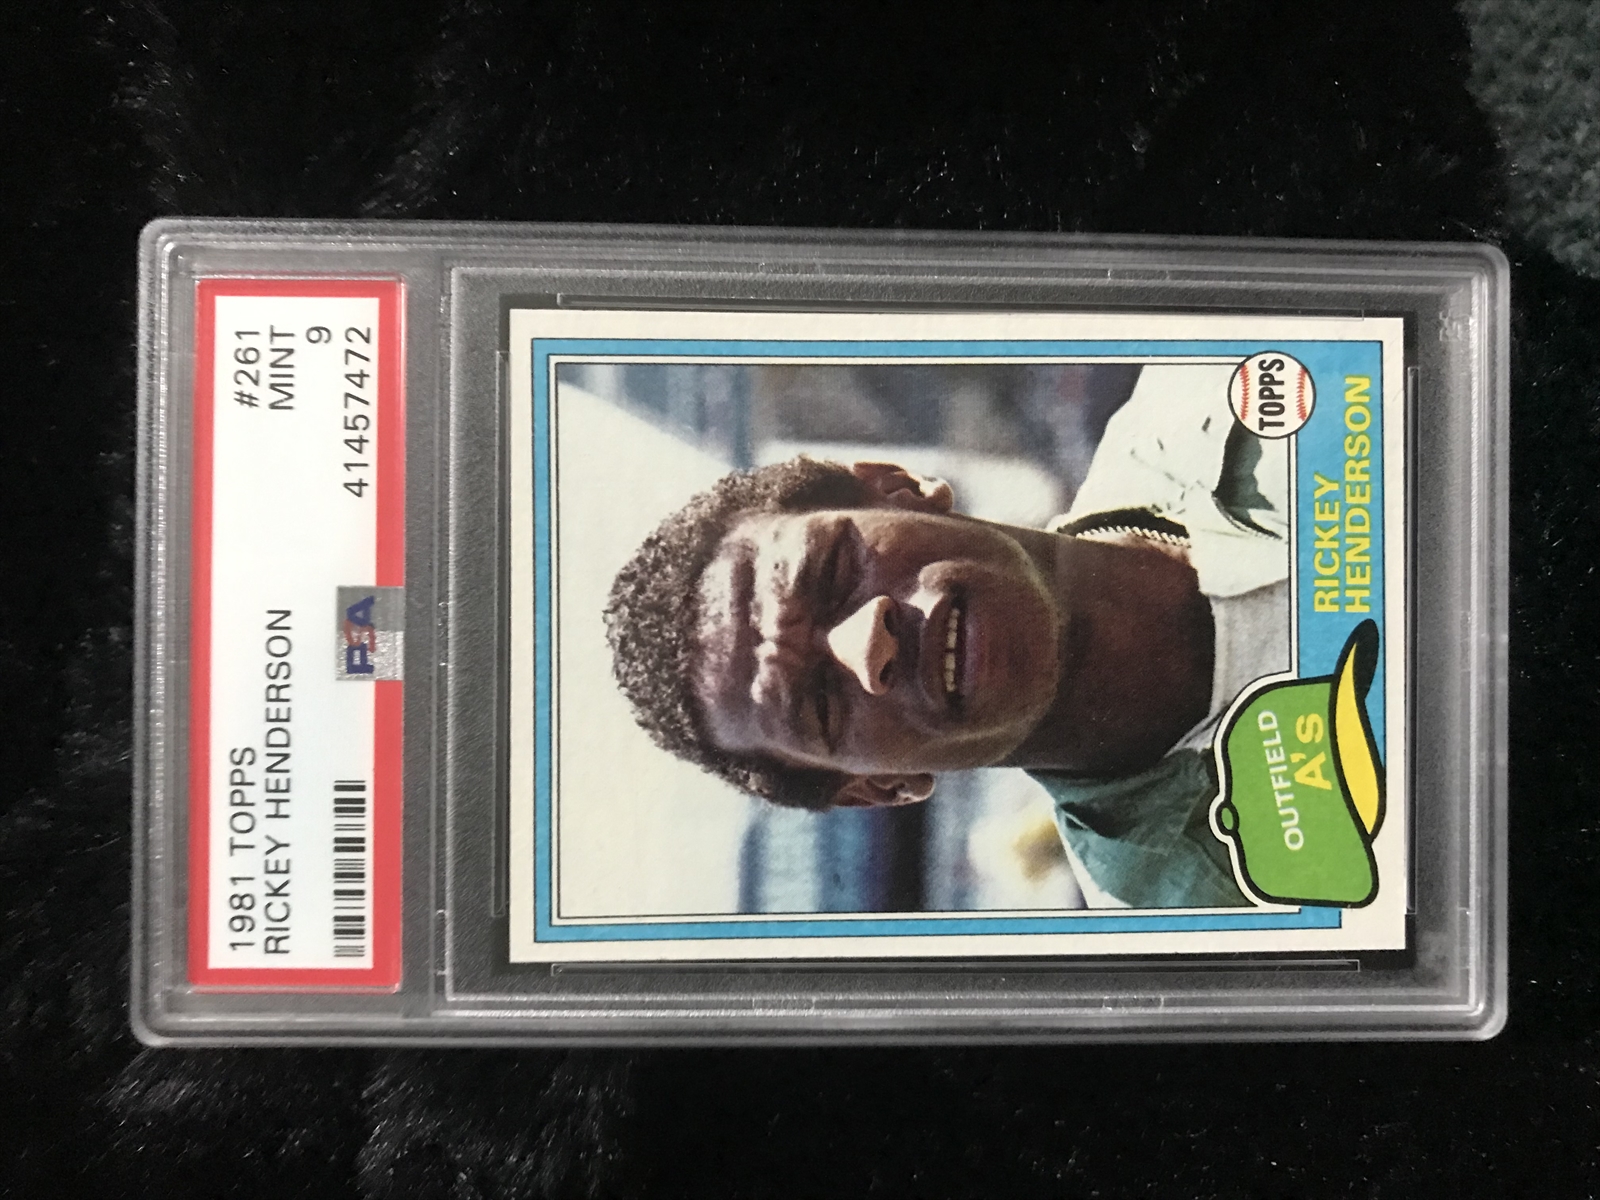 1981 TOPPS
#261
RICKEY HENDERSON
MINT
9
PSA
41457472
TOPPS
RICKEY
HENDERSON
OUTFIELD
A's